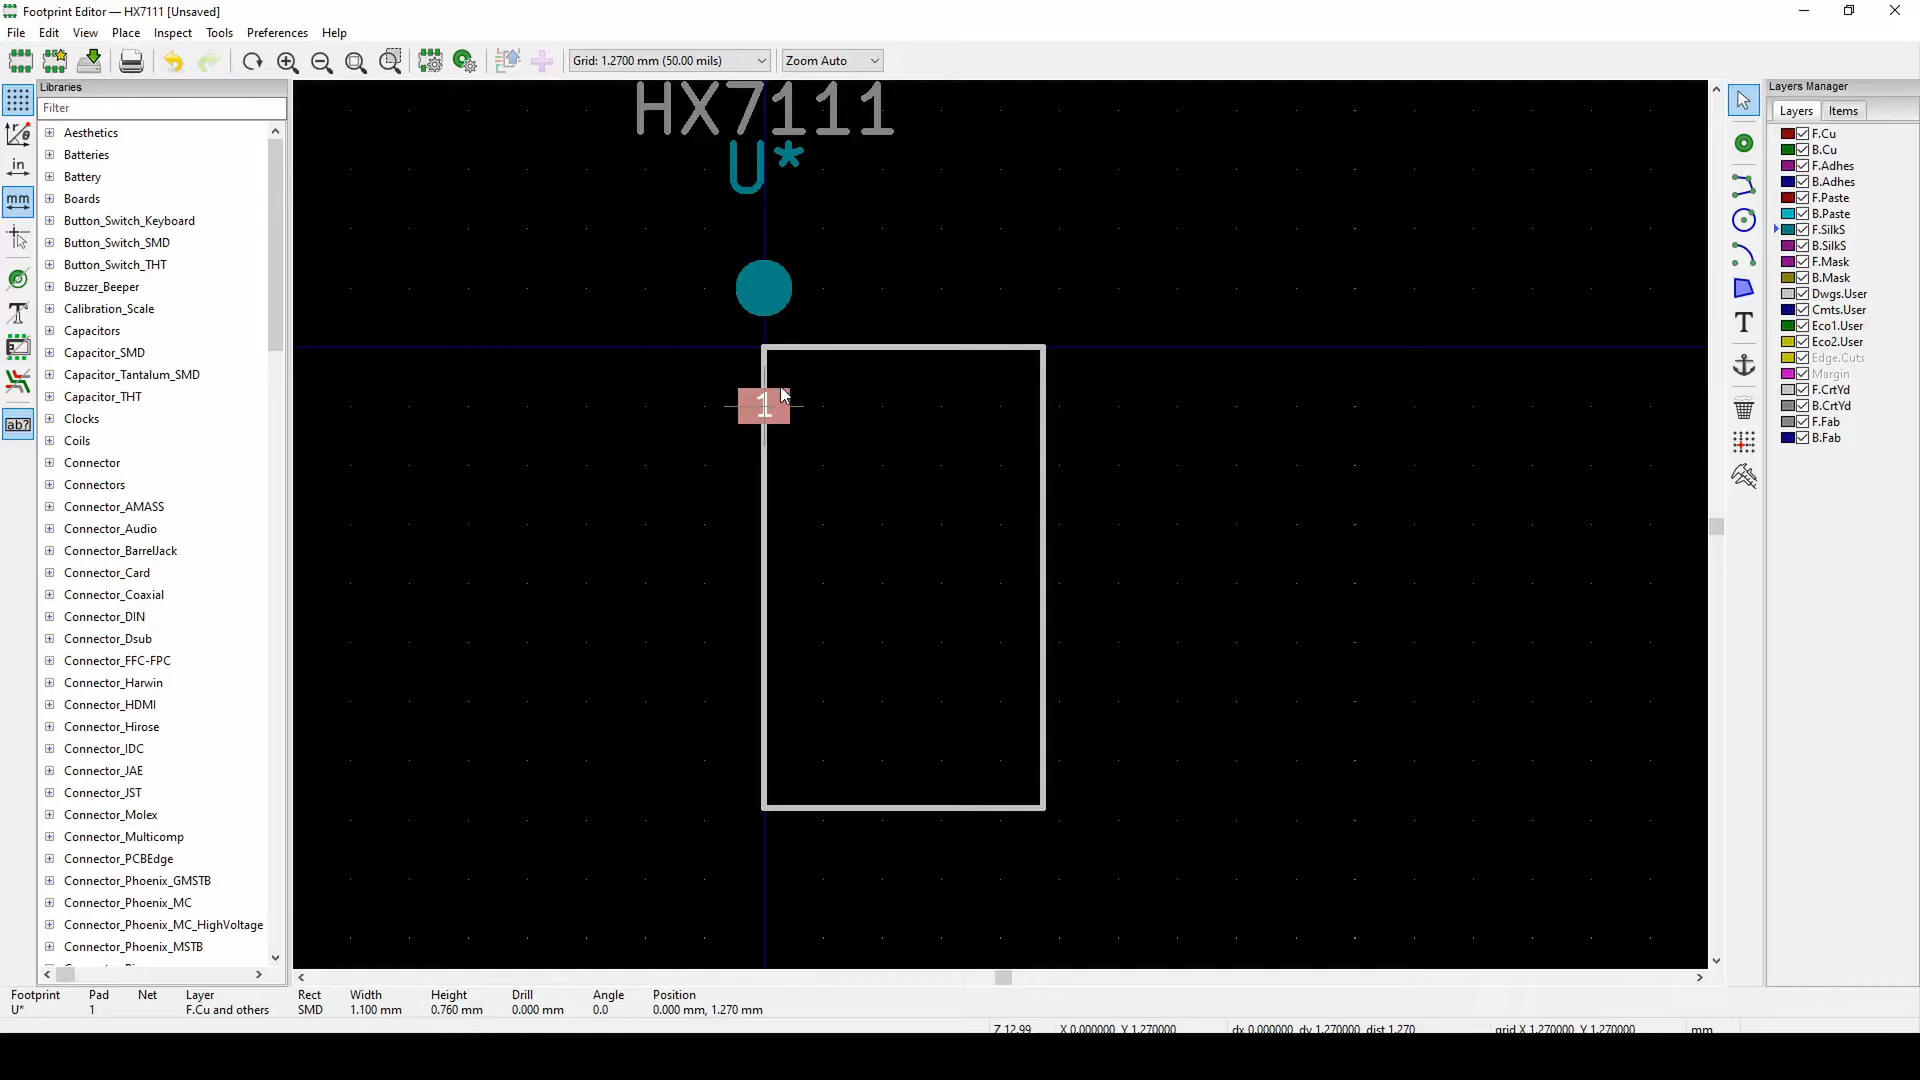 Footprint Editor — HX7111 [Unsaved]
File Edit View Place Inspect Tools Preferences Help
Grid: 1.2700 mm (50.00 mils) Zoom Auto
Libraries
Filter
Aesthetics
Batteries
Battery
Boards
Button_Switch_Keyboard
Button_Switch_SMD
Button_Switch_THT
Buzzer_Beeper
Calibration_Scale
Capacitors
Capacitor_SMD
Capacitor_Tantalum_SMD
Capacitor_THT
Clocks
Coils
Connector
Connectors
Connector_AMASS
Connector_Audio
Connector_BarrelJack
Connector_Card
Connector_Coaxial
Connector_DIN
Connector_Dsub
Connector_FFC-FPC
Connector_Harwin
Connector_HDMI
Connector_Hirose
Connector_IDC
Connector_JAE
Connector_JST
Connector_Molex
Connector_Multicomp
Connector_PCBEdge
Connector_Phoenix_GMSTB
Connector_Phoenix_MC
Connector_Phoenix_MC_HighVoltage
Connector_Phoenix_MSTB
in
mm
ab?
HX7111
U*
1
T
Layers Manager
Layers Items
F.Cu
B.Cu
F.Adhes
B.Adhes
F.Paste
B.Paste
F.SilkS
B.SilkS
F.Mask
B.Mask
Dwgs.User
Cmts.User
Eco1.User
Eco2.User
Edge.Cuts
Margin
F.CrtYd
B.CrtYd
F.Fab
B.Fab
Footprint Pad Net Layer Rect Width Height Drill Angle Position
U* 1 F.Cu and others SMD 1.100 mm 0.760 mm 0.000 mm 0.0 0.000 mm, 1.270 mm
Z 12.99 X 0.000000 Y 1.270000 dx 0.000000 dy 1.270000 dist 1.270 grid X 1.270000 Y 1.270000 mm